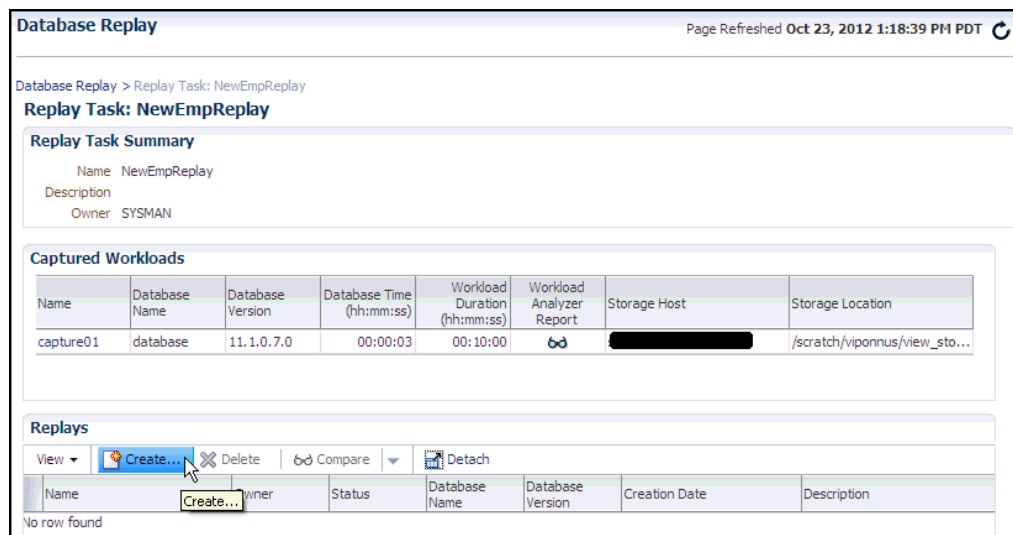 Database Replay
Page Refreshed Oct 23, 2012 1:18:39 PM PDT
Database Replay > Replay Task: NewEmpReplay
Replay Task: NewEmpReplay
Replay Task Summary
Name NewEmpReplay
Description
Owner SYSMAN
Captured Workloads
Name Database Name Database Version Database Time (hh:mm:ss) Workload Duration (hh:mm:ss) Workload Analyzer Report Storage Host Storage Location
capture01 database 11.1.0.7.0 00:00:03 00:10:00 /scratch/viponnus/view_sto...
Replays
View Create... Delete Compare Detach
Name Owner Status Database Name Database Version Creation Date Description
Create...
No row found